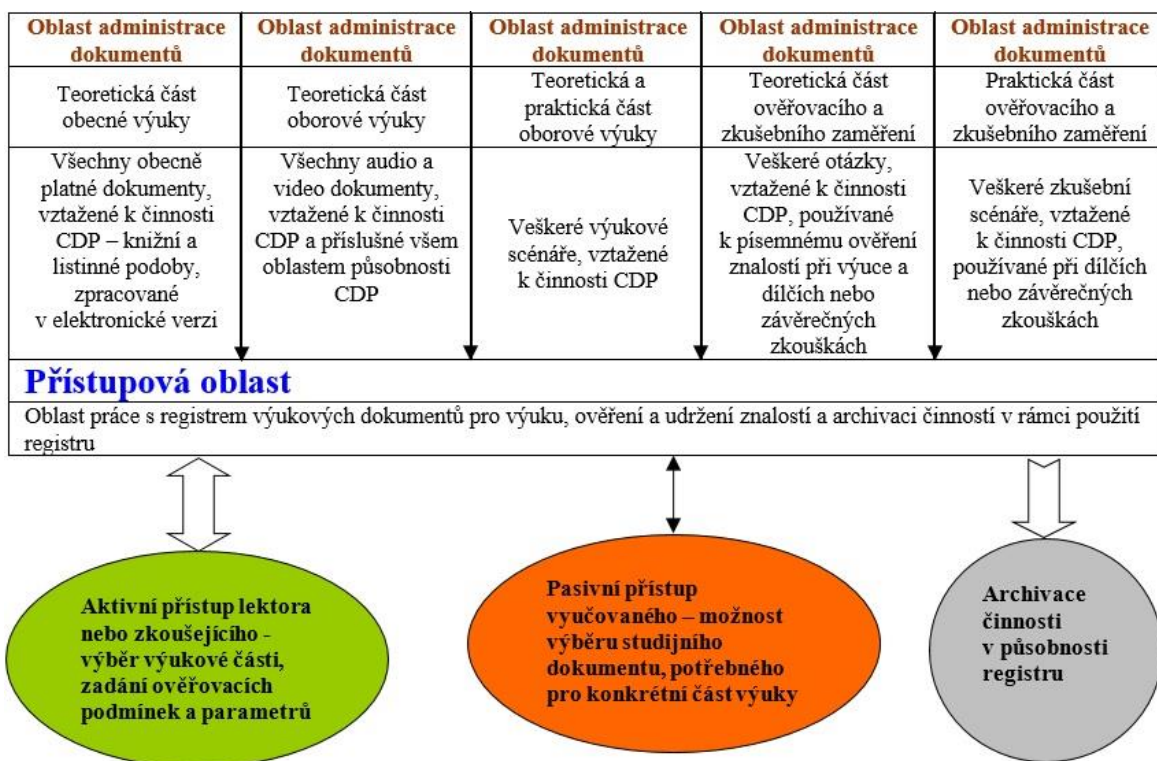 Oblast administrace
dokumentů
Oblast administrace
dokumentů
Oblast administrace
dokumentů
Oblast administrace
dokumentů
Oblast administrace
dokumentů
Teoretická část
obecné výuky
Teoretická část
oborové výuky
Teoretická a
praktická část
oborové výuky
Teoretická část
ověřovacího a
zkušebního zaměření
Praktická část
ověřovacího a
zkušebního zaměření
Všechny obecně
platné dokumenty,
vztažené k činnosti
CDP – knižní a
listinné podoby,
zpracované
v elektronické verzi
Všechny audio a
video dokumenty,
vztažené k činnosti
CDP a příslušné všem
oblastem působnosti
CDP
Veškeré výukové
scénáře, vztažené
k činnosti CDP
Veškeré otázky,
vztažené k činnosti
CDP, používané
k písemnému ověření
znalostí při výuce a
dílčích nebo
závěrečných
zkouškách
Veškeré zkušební
scénáře, vztažené
k činnosti CDP,
používané při dílčích
nebo závěrečných
zkouškách
Přístupová oblast
Oblast práce s registrem výukových dokumentů pro výuku, ověření a udržení znalostí a archivaci činností v rámci použití
registru
Aktivní přístup lektora
nebo zkoušejícího -
výběr výukové části,
zadání ověřovacích
podmínek a parametrů
Pasivní přístup
vyučovaného – možnost
výběru studijního
dokumentu, potřebného
pro konkrétní část výuky
Archivace
činnosti
v působnosti
registru